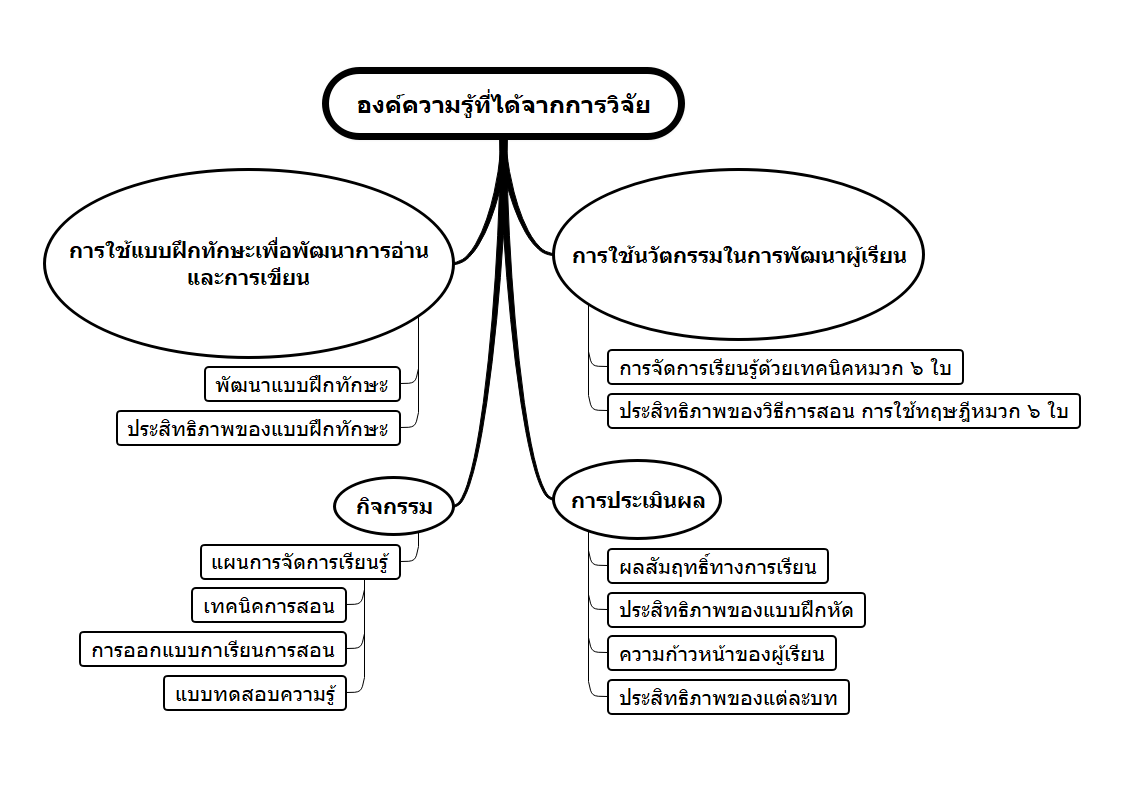 องค์ความรู้ที่ได้จากการวิจัย
การใช้แบบฝึกทักษะเพื่อพัฒนาการอ่าน
และการเขียน
พัฒนาแบบฝึกทักษะ
ประสิทธิภาพของแบบฝึกทักษะ
การใช้นวัตกรรมในการพัฒนาผู้เรียน
การจัดการเรียนรู้ด้วยเทคนิคหมวก ๖ ใบ
ประสิทธิภาพของวิธีการสอน การใช้ทฤษฎีหมวก ๖ ใบ
กิจกรรม
แผนการจัดการเรียนรู้
เทคนิคการสอน
การออกแบบกาเรียนการสอน
แบบทดสอบความรู้
การประเมินผล
ผลสัมฤทธิ์ทางการเรียน
ประสิทธิภาพของแบบฝึกหัด
ความก้าวหน้าของผู้เรียน
ประสิทธิภาพของแต่ละบท